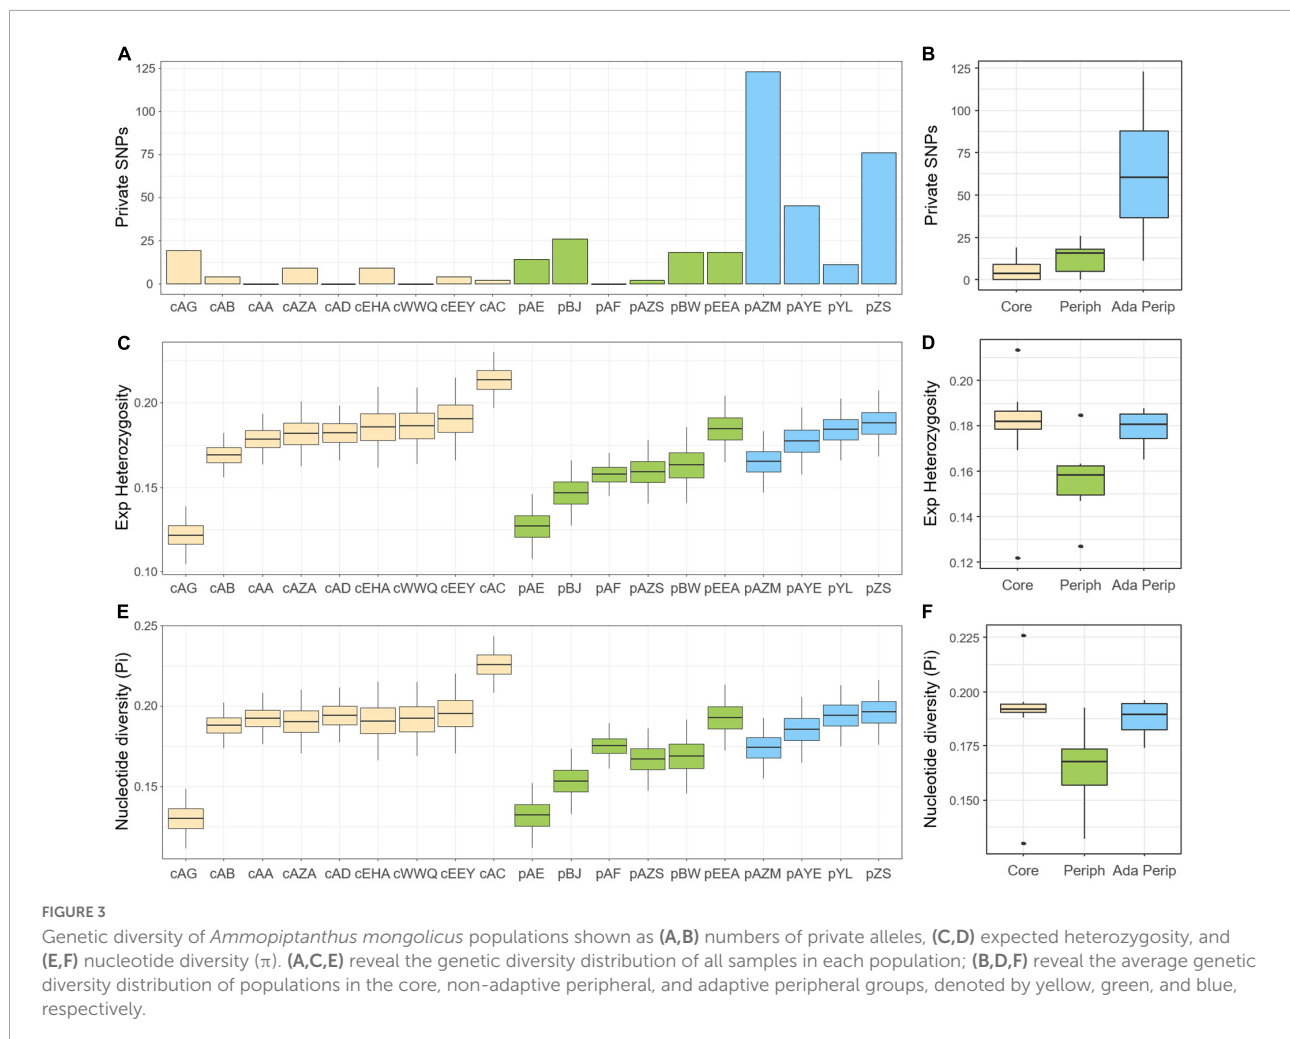 A
Private SNPs
125
100
75
50
25
0
cAG cAB cAA cAZA cAD cEHA cWWQ cEEY cAC pAE pBJ pAF pAZS pBW pEEA pAZM pAYE pYL pZS
B
Private SNPs
125
100
75
50
25
0
Core Periph Ada Perip
C
Exp Heterozygosity
0.20
0.15
0.10
cAG cAB cAA cAZA cAD cEHA cWWQ cEEY cAC pAE pBJ pAF pAZS pBW pEEA pAZM pAYE pYL pZS
D
Exp Heterozygosity
0.20
0.18
0.16
0.14
0.12
Core Periph Ada Perip
E
Nucleotide diversity (Pi)
0.25
0.20
0.15
cAG cAB cAA cAZA cAD cEHA cWWQ cEEY cAC pAE pBJ pAF pAZS pBW pEEA pAZM pAYE pYL pZS
F
Nucleotide diversity (Pi)
0.225
0.200
0.175
0.150
Core Periph Ada Perip
FIGURE 3
Genetic diversity of Ammopiptanthus mongolicus populations shown as (A,B) numbers of private alleles, (C,D) expected heterozygosity, and
(E,F) nucleotide diversity (π). (A,C,E) reveal the genetic diversity distribution of all samples in each population; (B,D,F) reveal the average genetic
diversity distribution of populations in the core, non-adaptive peripheral, and adaptive peripheral groups, denoted by yellow, green, and blue,
respectively.